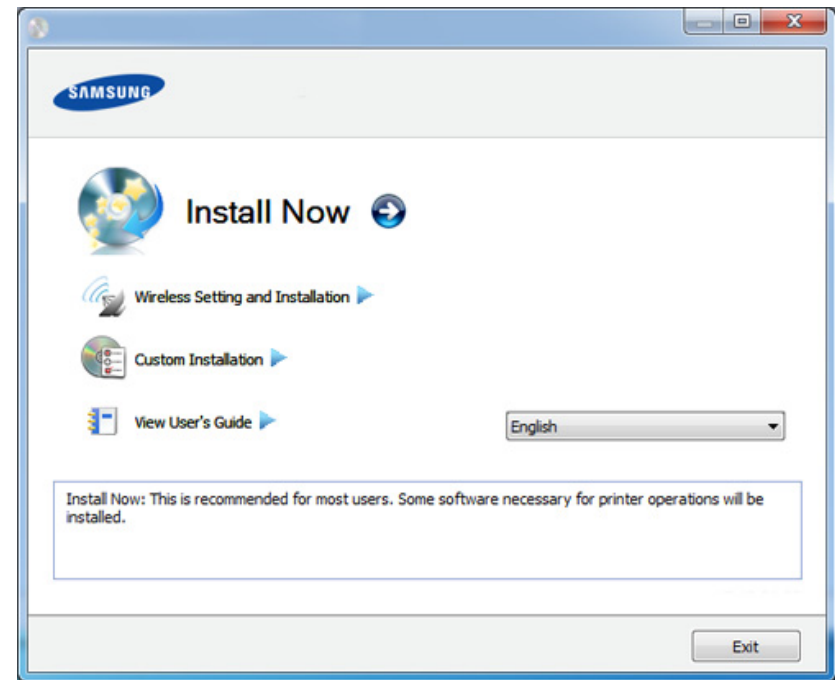 SAMSUNG
Install Now
Wireless Setting and Installation
Custom Installation
View User's Guide
English
Install Now: This is recommended for most users. Some software necessary for printer operations will be
installed.
Exit